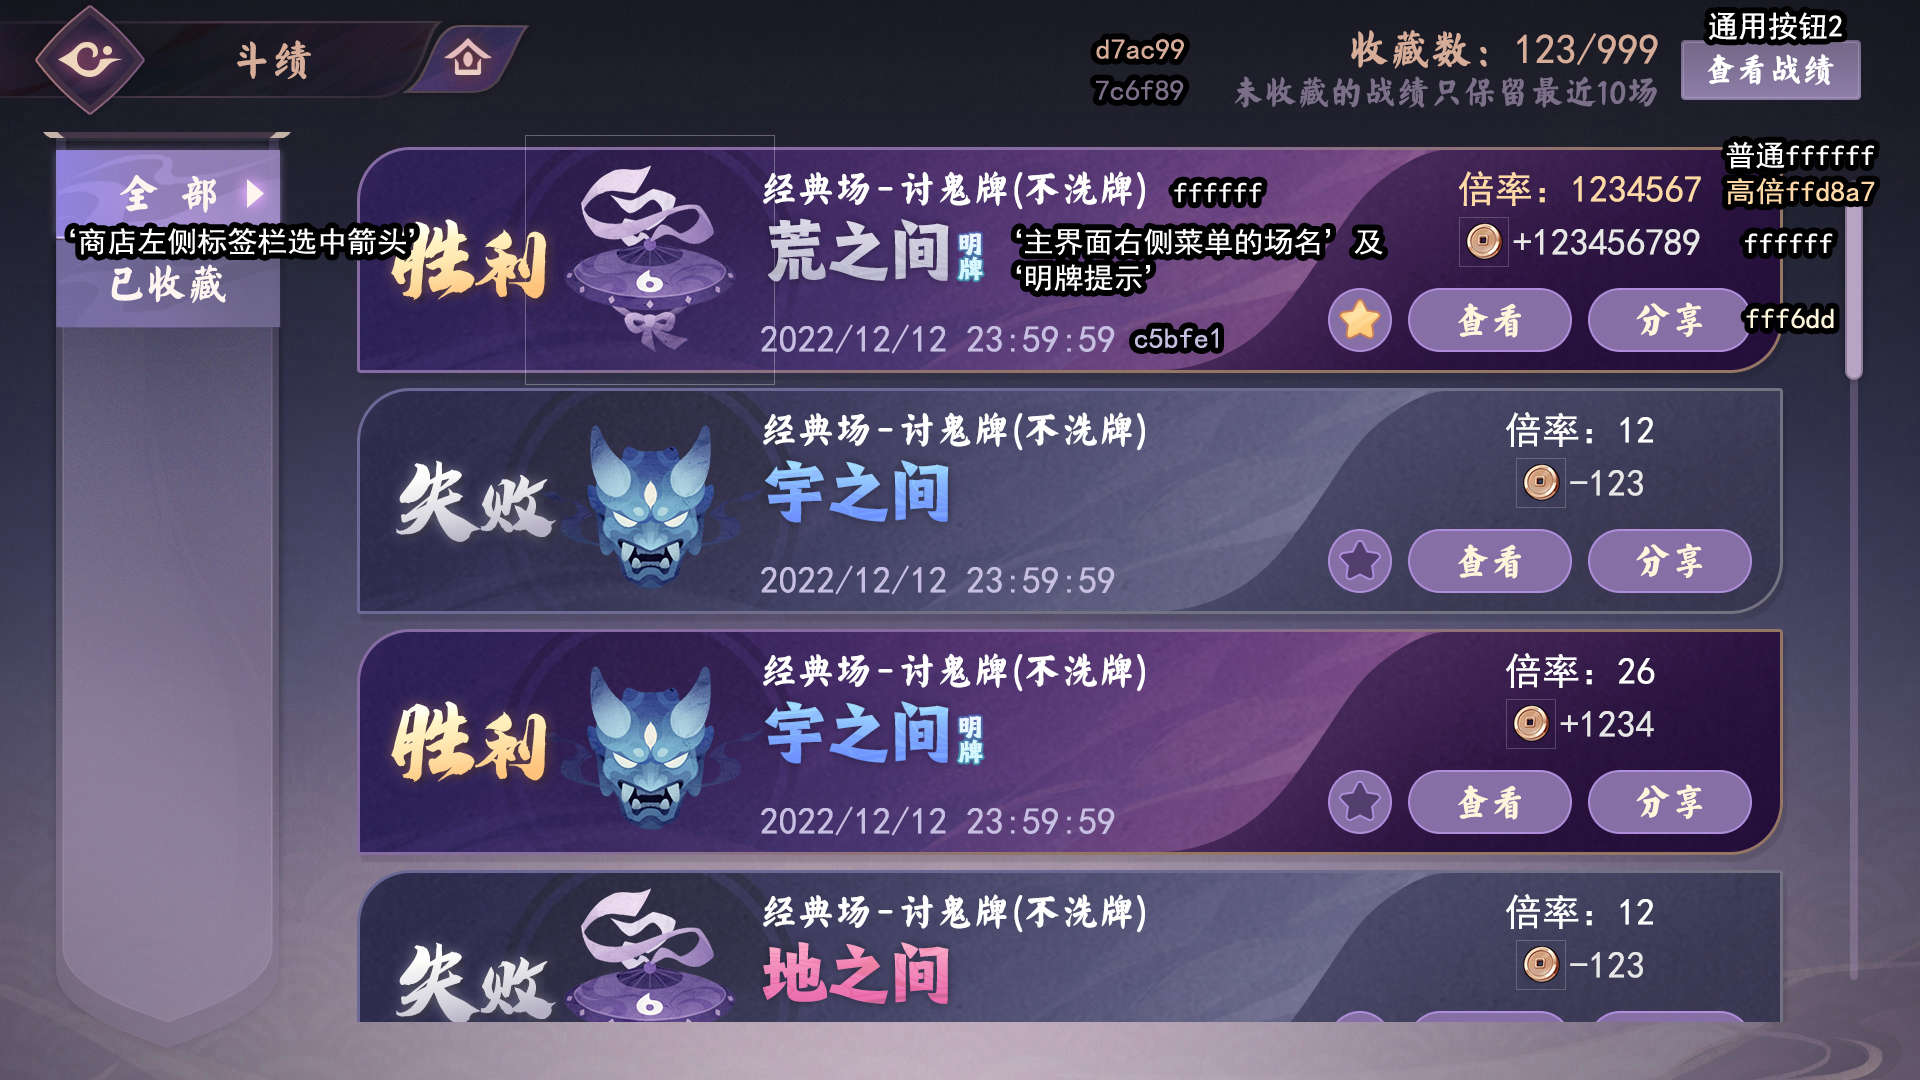 斗绩
d7ac99
7c6f89
收藏数：123/999
未收藏的战绩只保留最近10场
通用按钮2
查看战绩
全 部
‘商店左侧标签栏选中箭头’
已收藏
胜利
经典场-讨鬼牌(不洗牌)
ffffff
荒之间
明牌
‘主界面右侧菜单的场名’ 及
‘明牌提示’
2022/12/12 23:59:59
c5bfe1
倍率：1234567
普通ffffff
高倍ffd8a7
+123456789
ffffff
查看
分享
fff6dd
失败
经典场-讨鬼牌(不洗牌)
宇之间
2022/12/12 23:59:59
倍率：12
-123
查看
分享
胜利
经典场-讨鬼牌(不洗牌)
宇之间
明牌
2022/12/12 23:59:59
倍率：26
+1234
查看
分享
失败
经典场-讨鬼牌(不洗牌)
地之间
倍率：12
-123